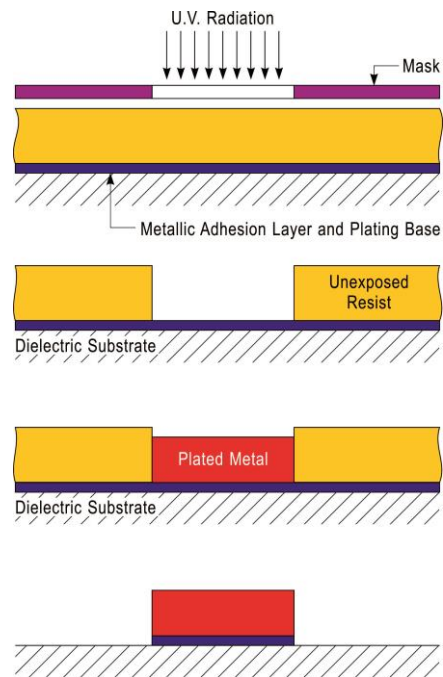 U.V. Radiation
Mask
Metallic Adhesion Layer and Plating Base
Unexposed
Resist
Dielectric Substrate
Plated Metal
Dielectric Substrate